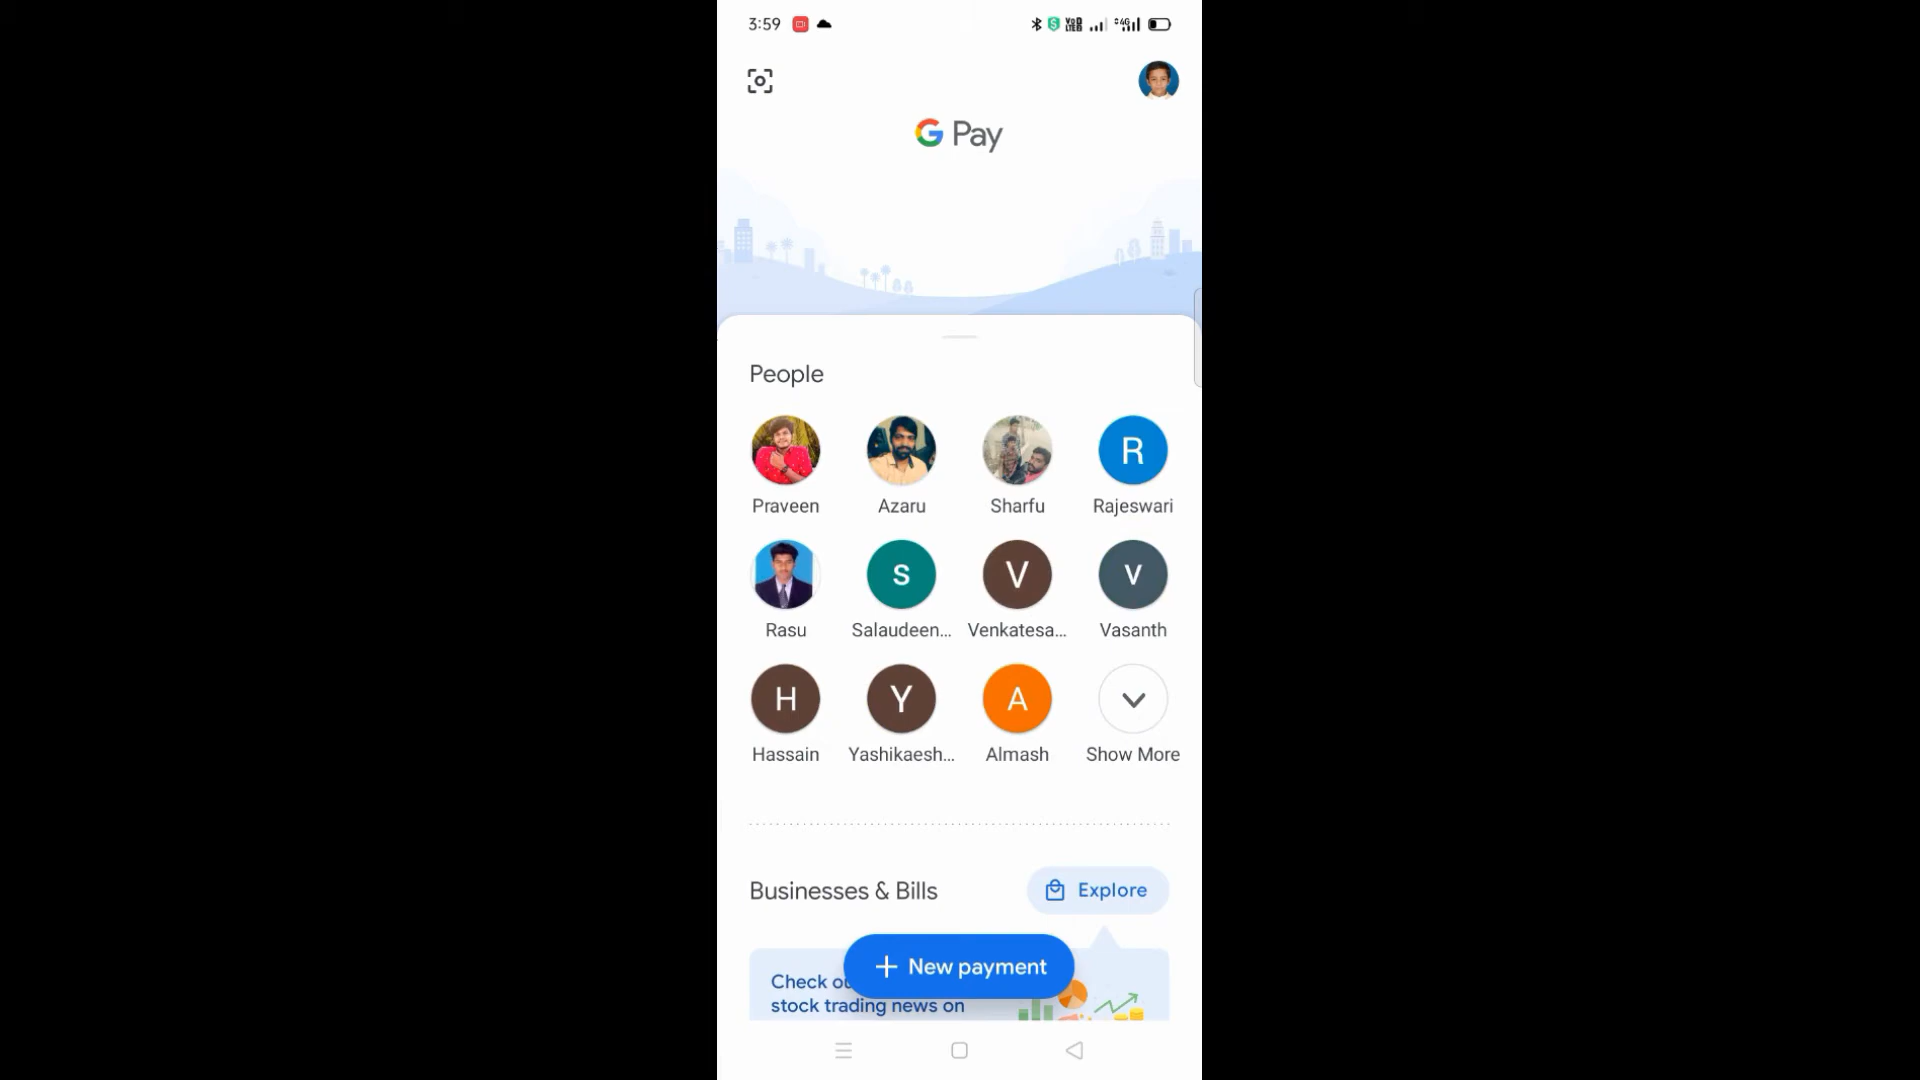 3:59
G Pay
People
Praveen
Azaru
Sharfu
R
Rajeswari
Rasu
S
Salaudeen...
V
Venkatesa...
V
Vasanth
H
Hassain
Y
Yashikaesh...
A
Almash
Show More
Businesses & Bills
Explore
New payment
Check
stock trading news on